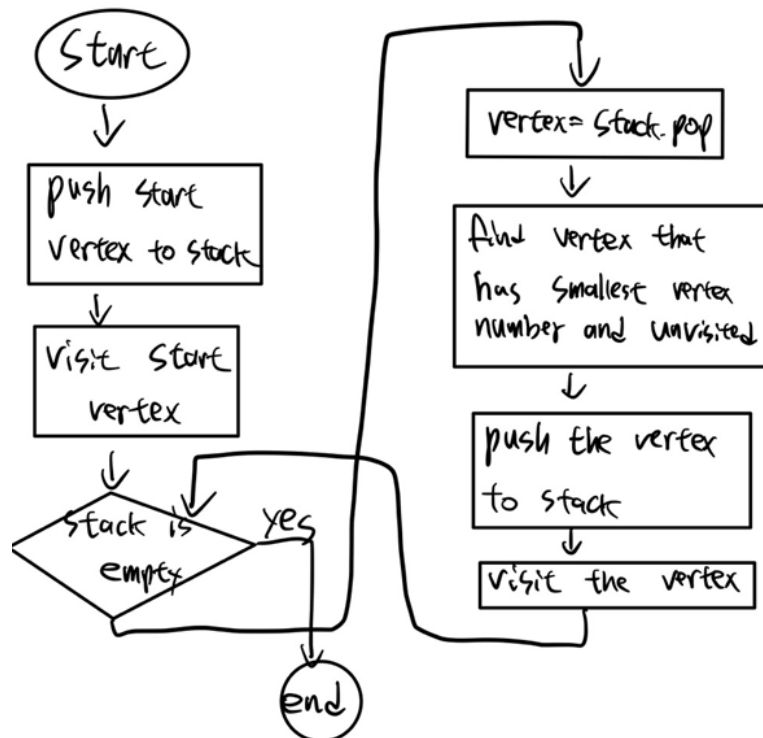 Start
push start
vertex to stack
visit start
vertex
stack is
empty
yes
end
vertex= stack.pop
find vertex that
has smallest vertex
number and unvisited
push the vertex
to stack
visit the vertex